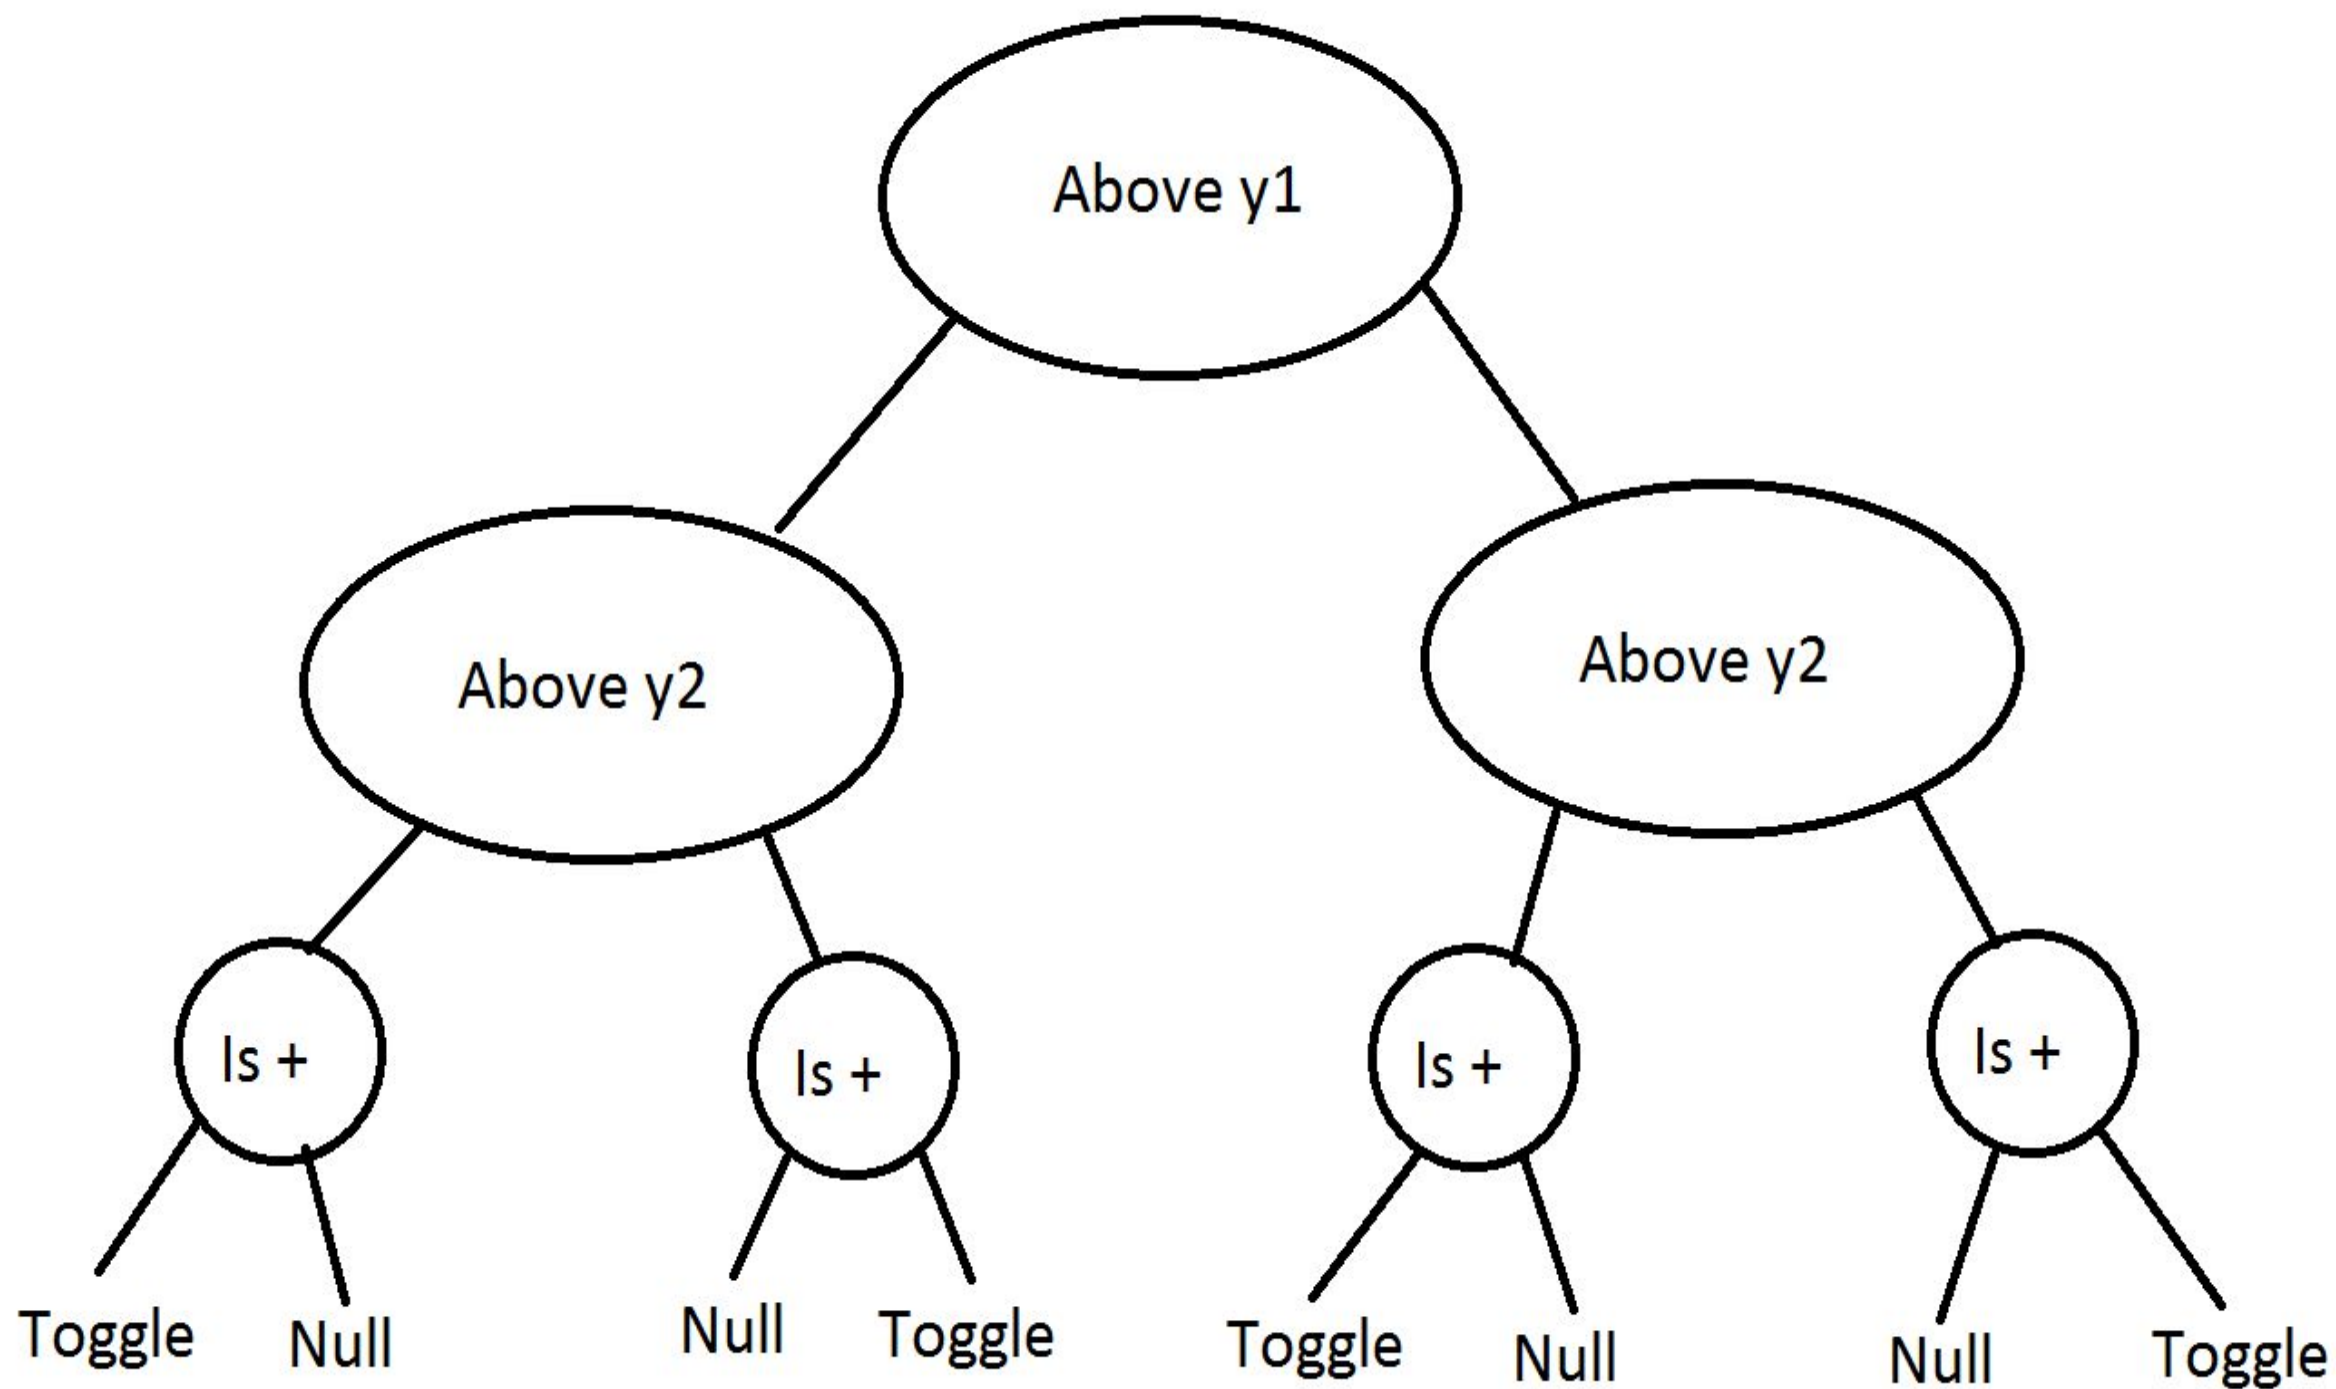 Above y1
Above y2
Above y2
Is +
Is +
Is +
Is +
Toggle
Null
Null
Toggle
Toggle
Null
Null
Toggle